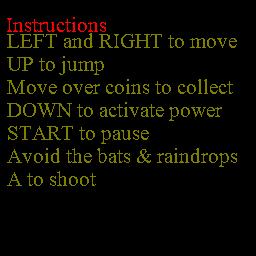 Instructions
LEFT and RIGHT to move
UP to jump
Move over coins to collect
DOWN to activate power
START to pause
Avoid the bats & raindrops
A to shoot